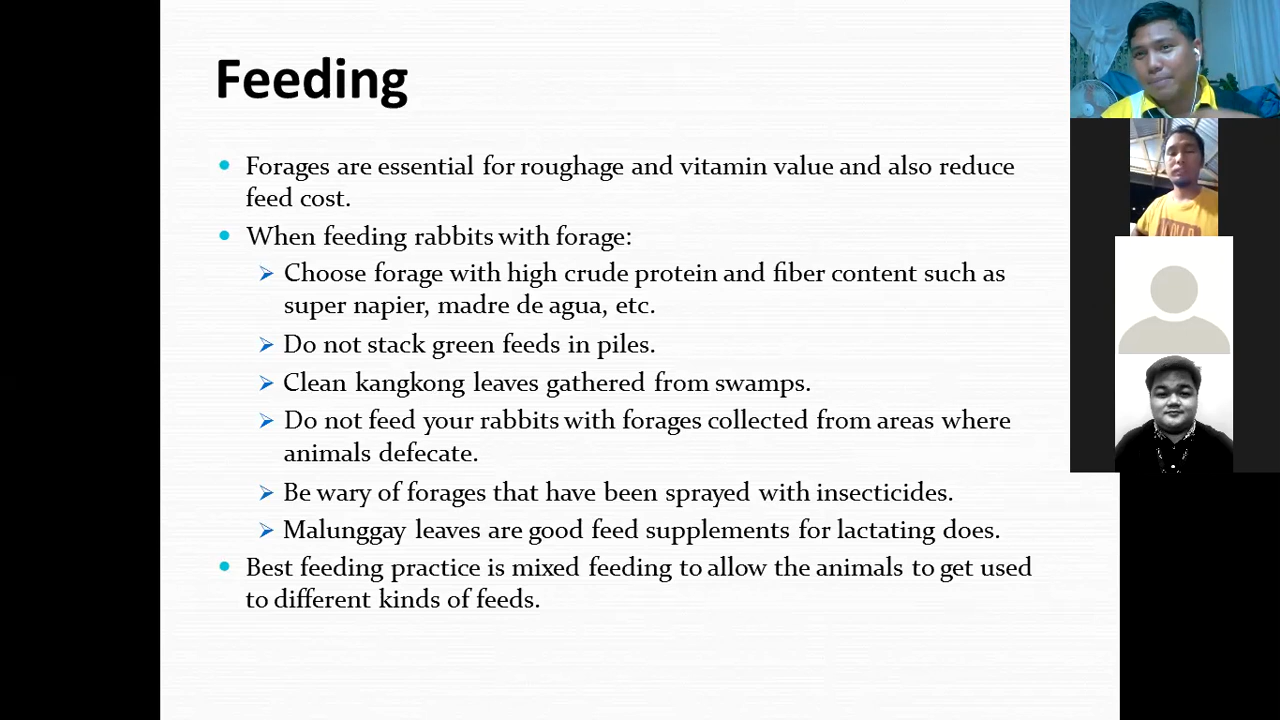 Feeding
• Forages are essential for roughage and vitamin value and also reduce
feed cost.
• When feeding rabbits with forage:
➢ Choose forage with high crude protein and fiber content such as
super napier, madre de agua, etc.
➢ Do not stack green feeds in piles.
➢ Clean kangkong leaves gathered from swamps.
➢ Do not feed your rabbits with forages collected from areas where
animals defecate.
➢ Be wary of forages that have been sprayed with insecticides.
➢ Malunggay leaves are good feed supplements for lactating does.
• Best feeding practice is mixed feeding to allow the animals to get used
to different kinds of feeds.